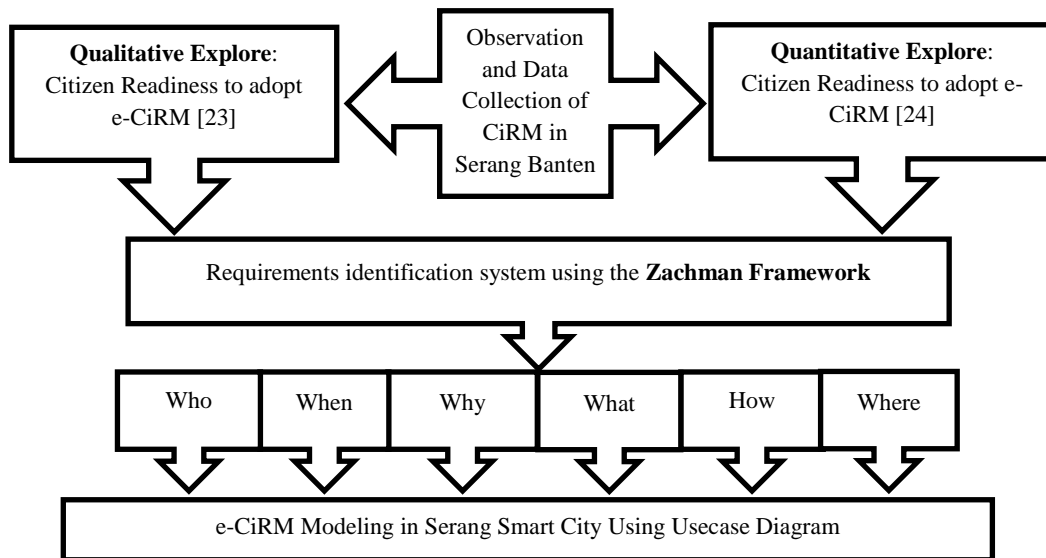 Qualitative Explore:
Citizen Readiness to adopt
e-CiRM [23]
Observation
and Data
Collection of
CiRM in
Serang Banten
Quantitative Explore:
Citizen Readiness to adopt e-
CiRM [24]
Requirements identification system using the Zachman Framework
Who
When
Why
What
How
Where
e-CiRM Modeling in Serang Smart City Using Usecase Diagram